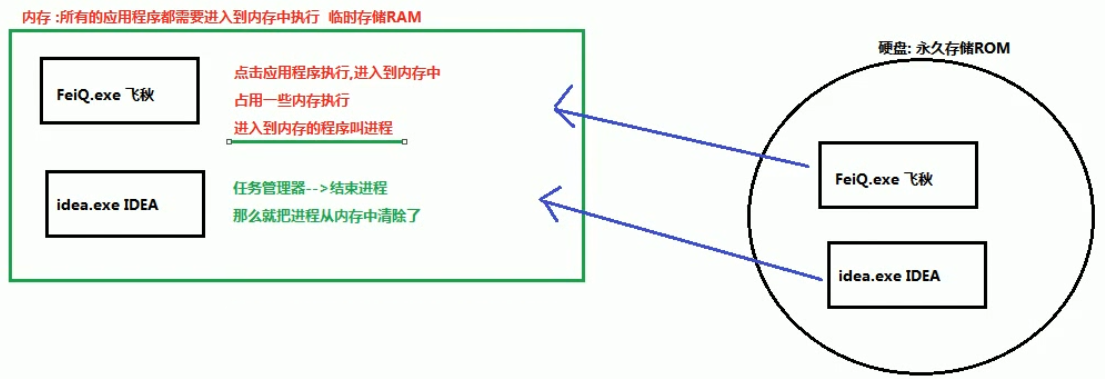 内存 :所有的应用程序都需要进入到内存中执行  临时存储RAM
FeiQ.exe 飞秋
点击应用程序执行,进入到内存中
占用一些内存执行
进入到内存的程序叫进程
idea.exe IDEA
任务管理器-->结束进程
那么就把进程从内存中清除了
硬盘: 永久存储ROM
FeiQ.exe 飞秋
idea.exe IDEA